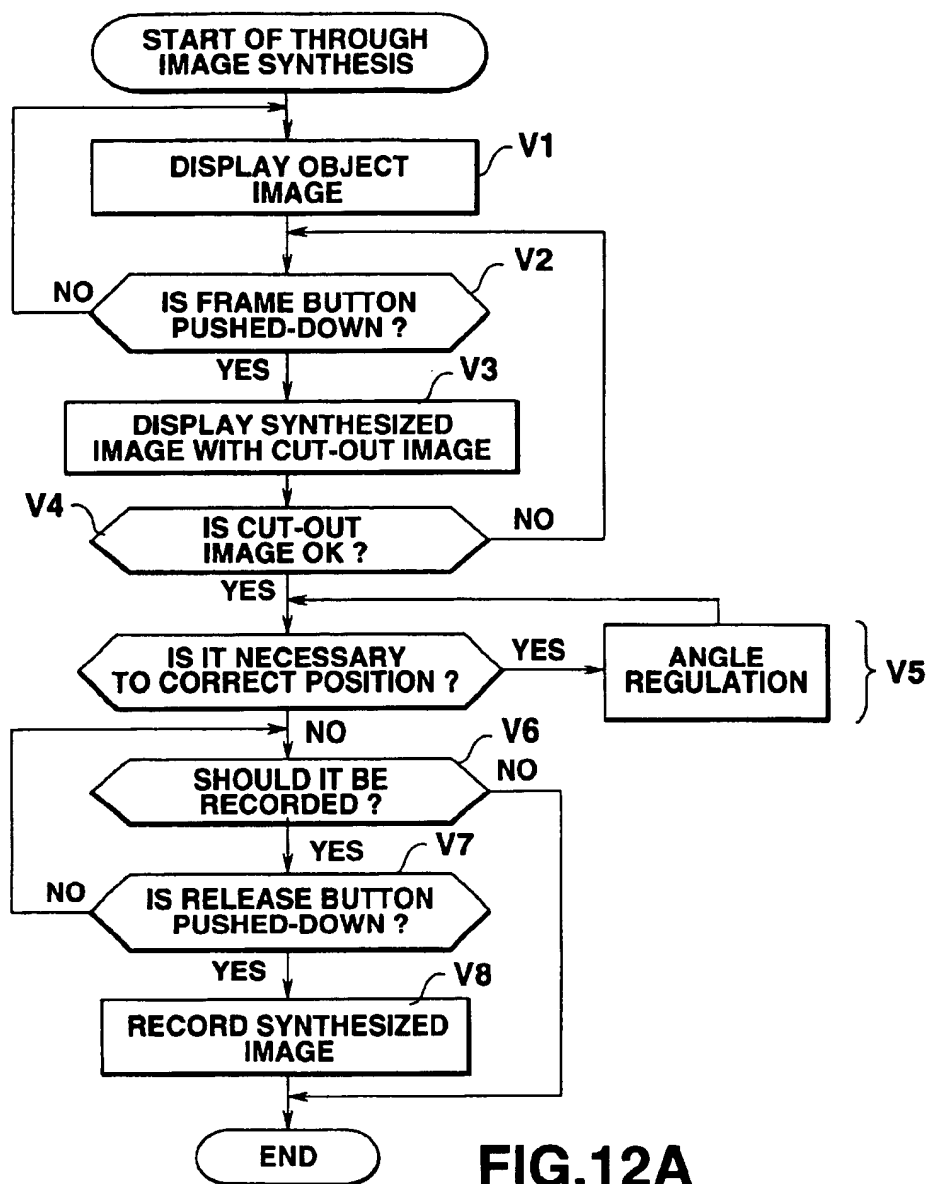 START OF THROUGH
IMAGE SYNTHESIS
V1
DISPLAY OBJECT
IMAGE
V2
NO
IS FRAME BUTTON
PUSHED-DOWN ?
YES
V3
DISPLAY SYNTHESIZED
IMAGE WITH CUT-OUT IMAGE
V4
IS CUT-OUT
IMAGE OK ?
NO
YES
IS IT NECESSARY
TO CORRECT POSITION ?
YES
ANGLE
REGULATION
V5
NO
V6
SHOULD IT BE
RECORDED ?
NO
YES
V7
NO
IS RELEASE BUTTON
PUSHED-DOWN ?
YES
V8
RECORD SYNTHESIZED
IMAGE
END
FIG.12A